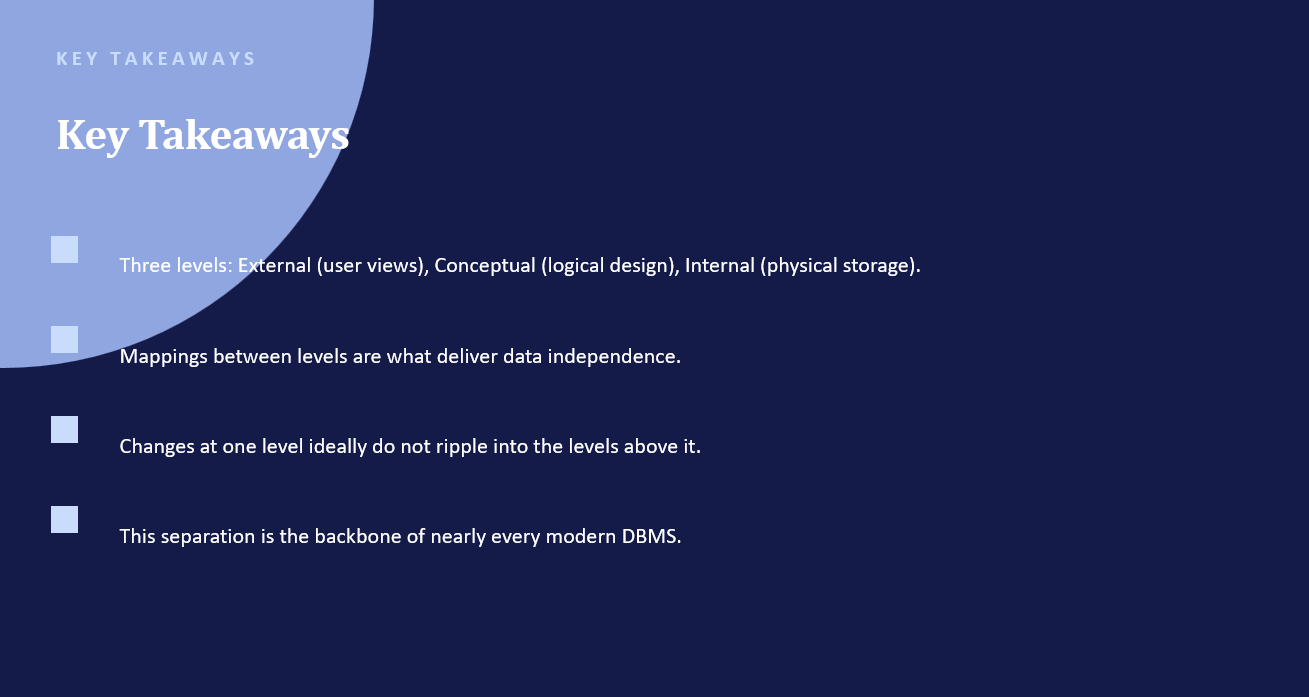 KEY TAKEAWAYS
Key Takeaways
Three levels: External (user views), Conceptual (logical design), Internal (physical storage).
Mappings between levels are what deliver data independence.
Changes at one level ideally do not ripple into the levels above it.
This separation is the backbone of nearly every modern DBMS.